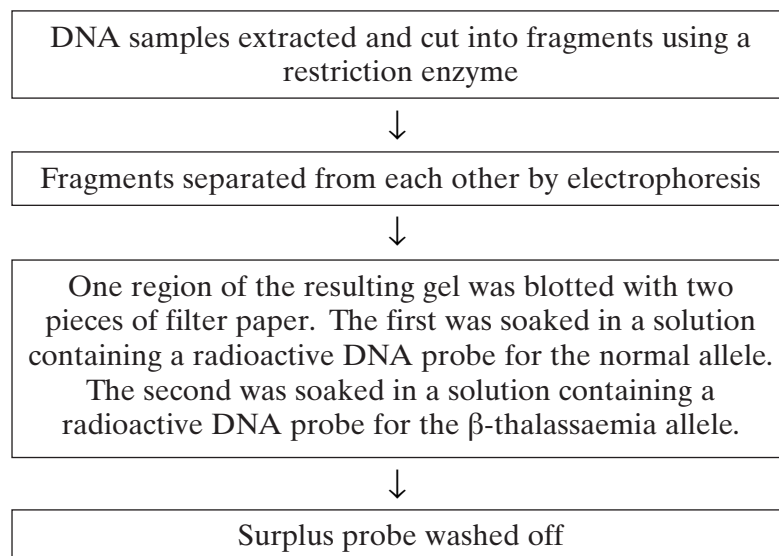 DNA samples extracted and cut into fragments using a
restriction enzyme
↓
Fragments separated from each other by electrophoresis
↓
One region of the resulting gel was blotted with two
pieces of filter paper. The first was soaked in a solution
containing a radioactive DNA probe for the normal allele.
The second was soaked in a solution containing a
radioactive DNA probe for the β-thalassaemia allele.
↓
Surplus probe washed off